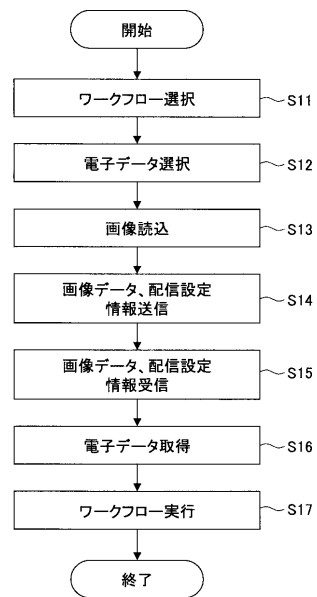 開始
ワークフロー選択
S11
電子データ選択
S12
画像読込
S13
画像データ、配信設定
情報送信
S14
画像データ、配信設定
情報受信
S15
電子データ取得
S16
ワークフロー実行
S17
終了